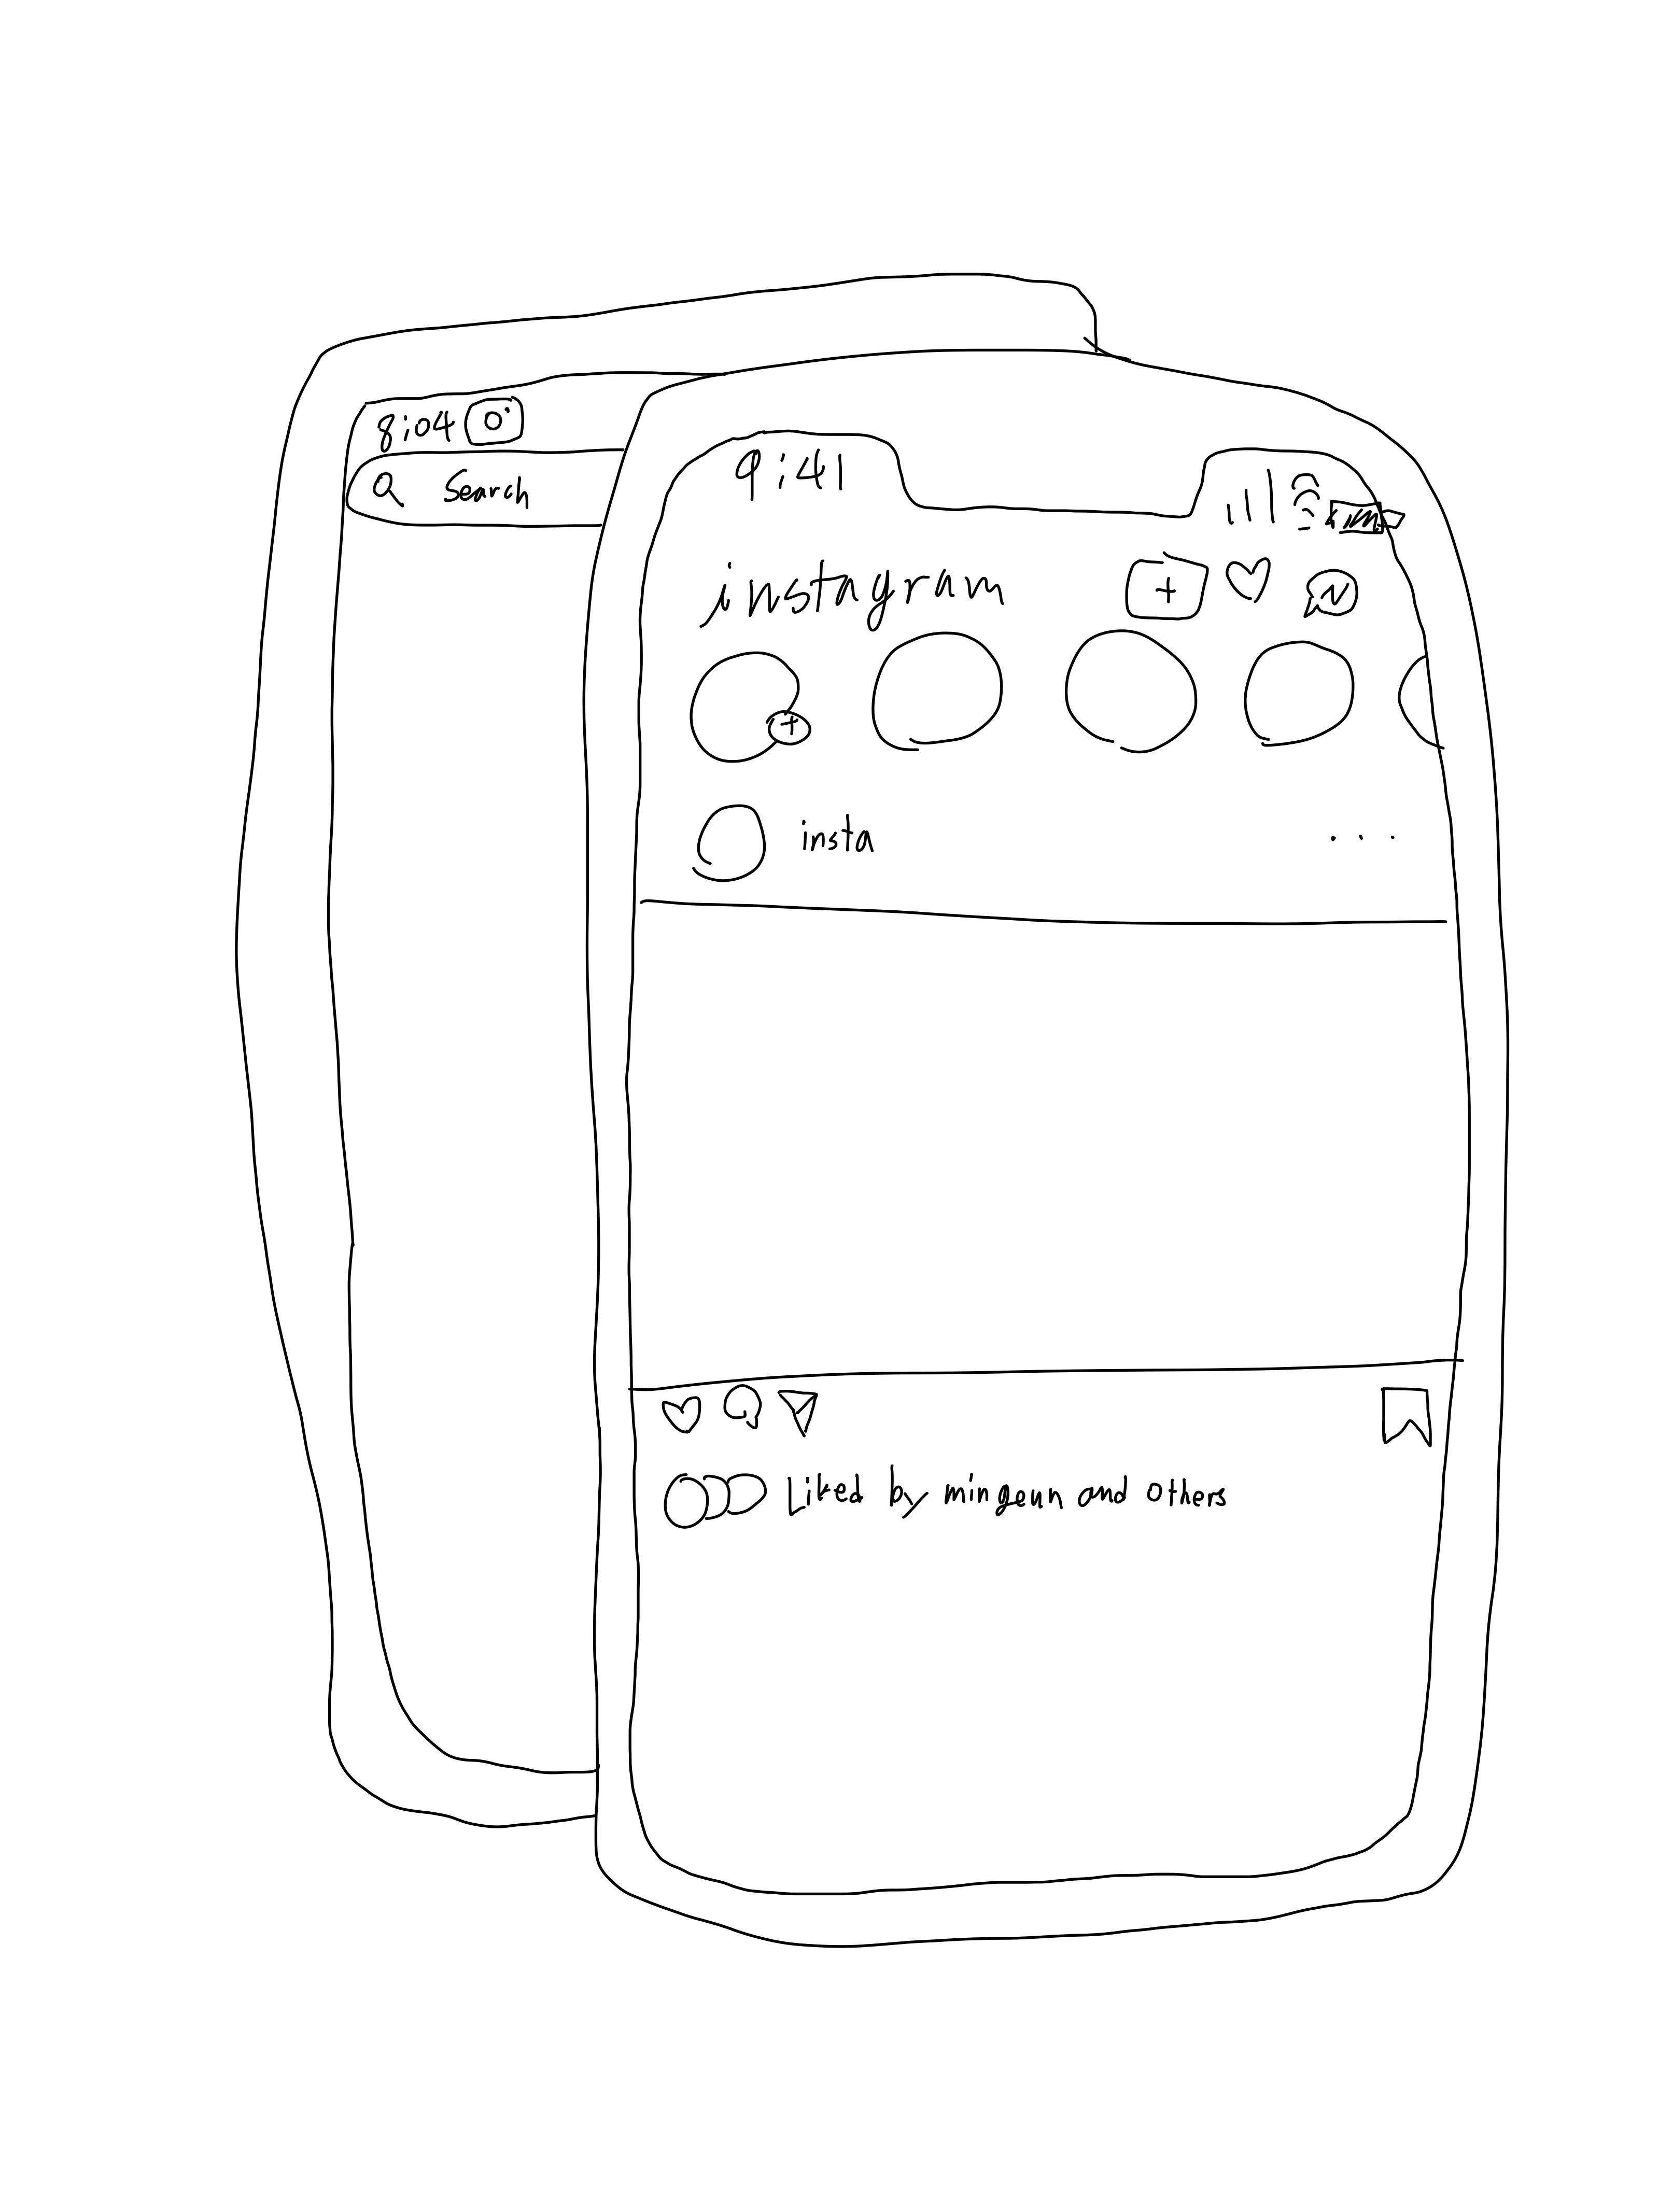 8:04
Search
9:41
instagram
insta
...
Liked by mingeun and others